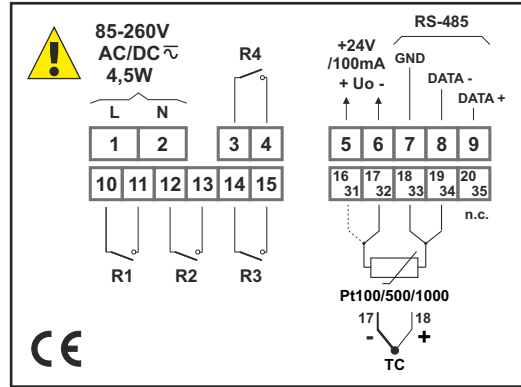 85-260V
AC/DC
4,5W
L N
R4
+24V
/100mA
+ Uo -
RS-485
GND
DATA -
DATA +
1 2 3 4 5 6 7 8 9
10 11 12 13 14 15
16 17 18 19 20
31 32 33 34 35
n.c.
R1 R2 R3
Pt100/500/1000
17 18
- +
TC
CE